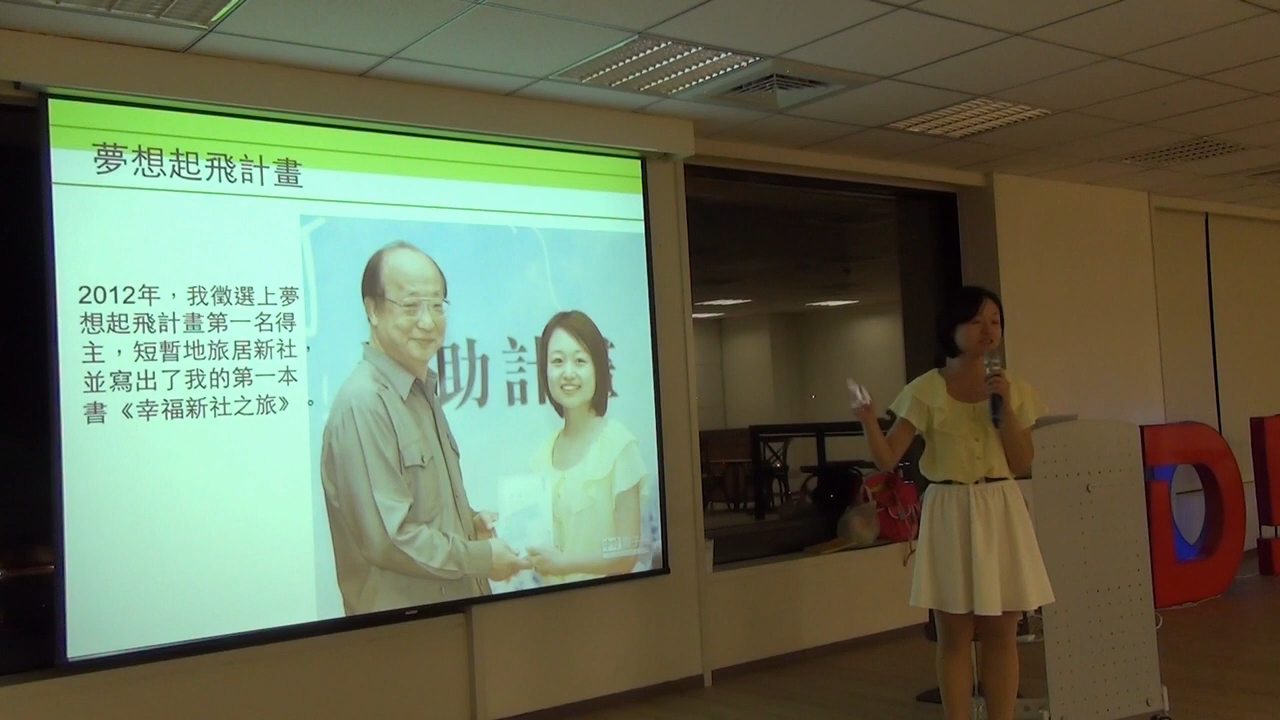 夢想起飛計畫
2012年，我徵選上夢
想起飛計畫第一名得
主，短暫地旅居新社，
並寫出了我的第一本
書《幸福新社之旅》。
助計畫
D